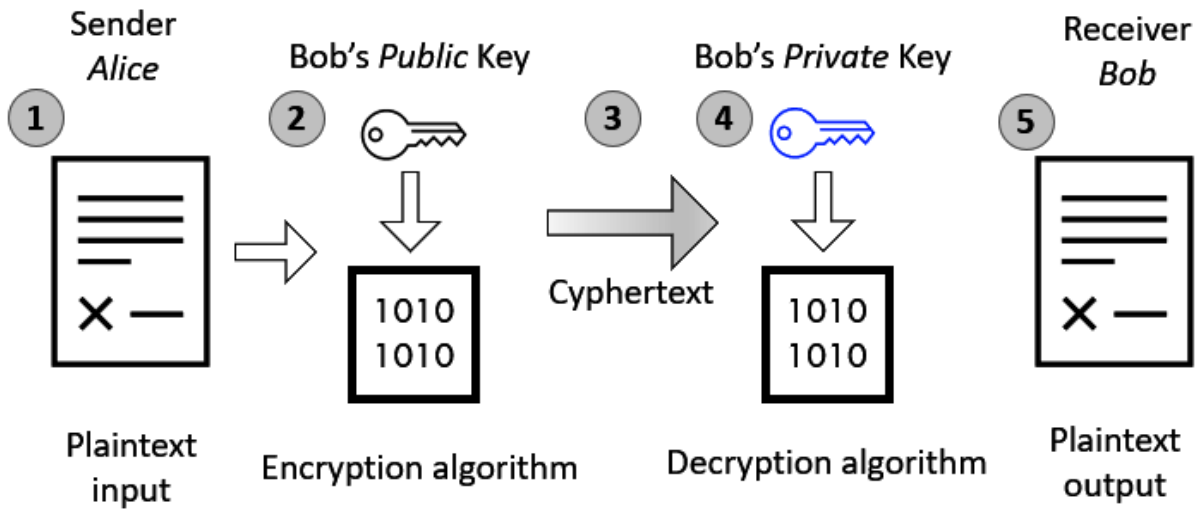 Sender
Alice
Bob's Public Key
Bob's Private Key
Receiver
Bob
1
2
3
4
5
1010
1010
Cyphertext
1010
1010
Plaintext
input
Encryption algorithm
Decryption algorithm
Plaintext
output